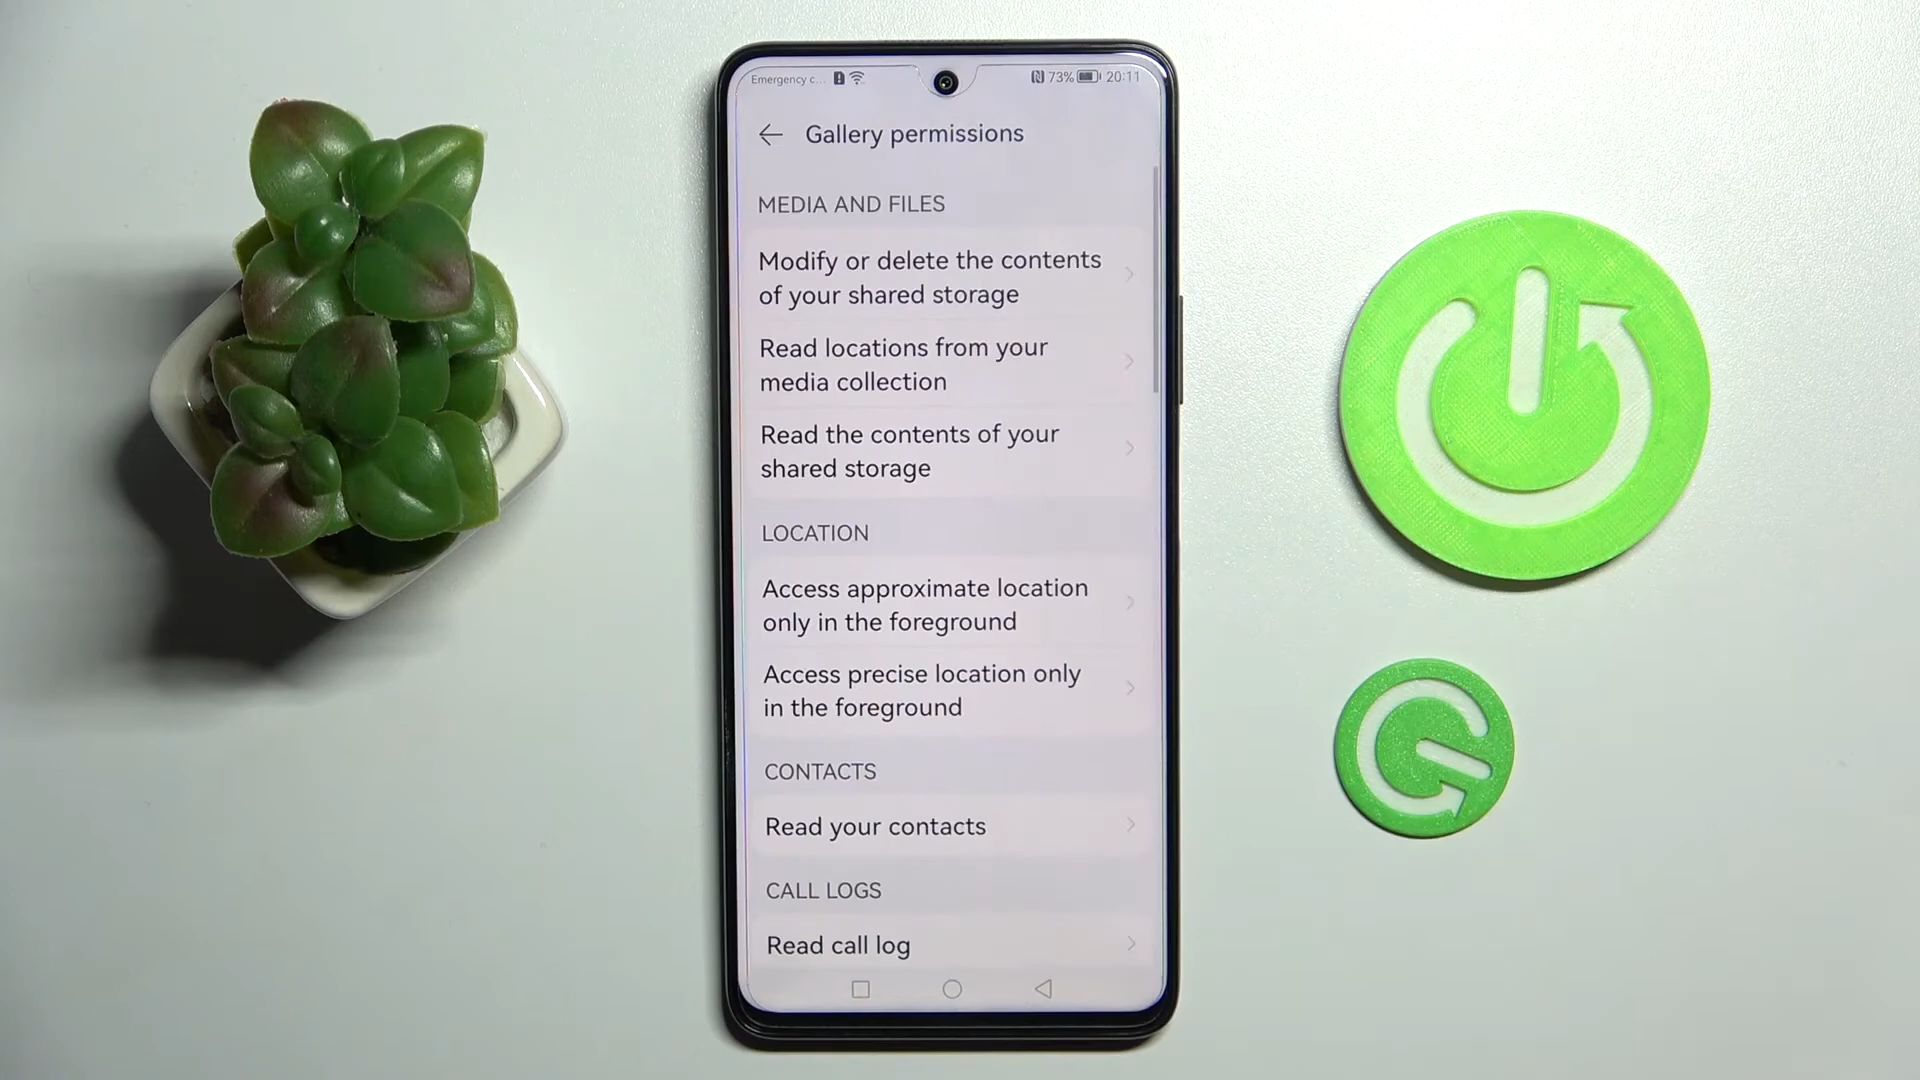 Emergency c... 73% 20:11
Gallery permissions
MEDIA AND FILES
Modify or delete the contents
of your shared storage
Read locations from your
media collection
Read the contents of your
shared storage
LOCATION
Access approximate location
only in the foreground
Access precise location only
in the foreground
CONTACTS
Read your contacts
CALL LOGS
Read call log